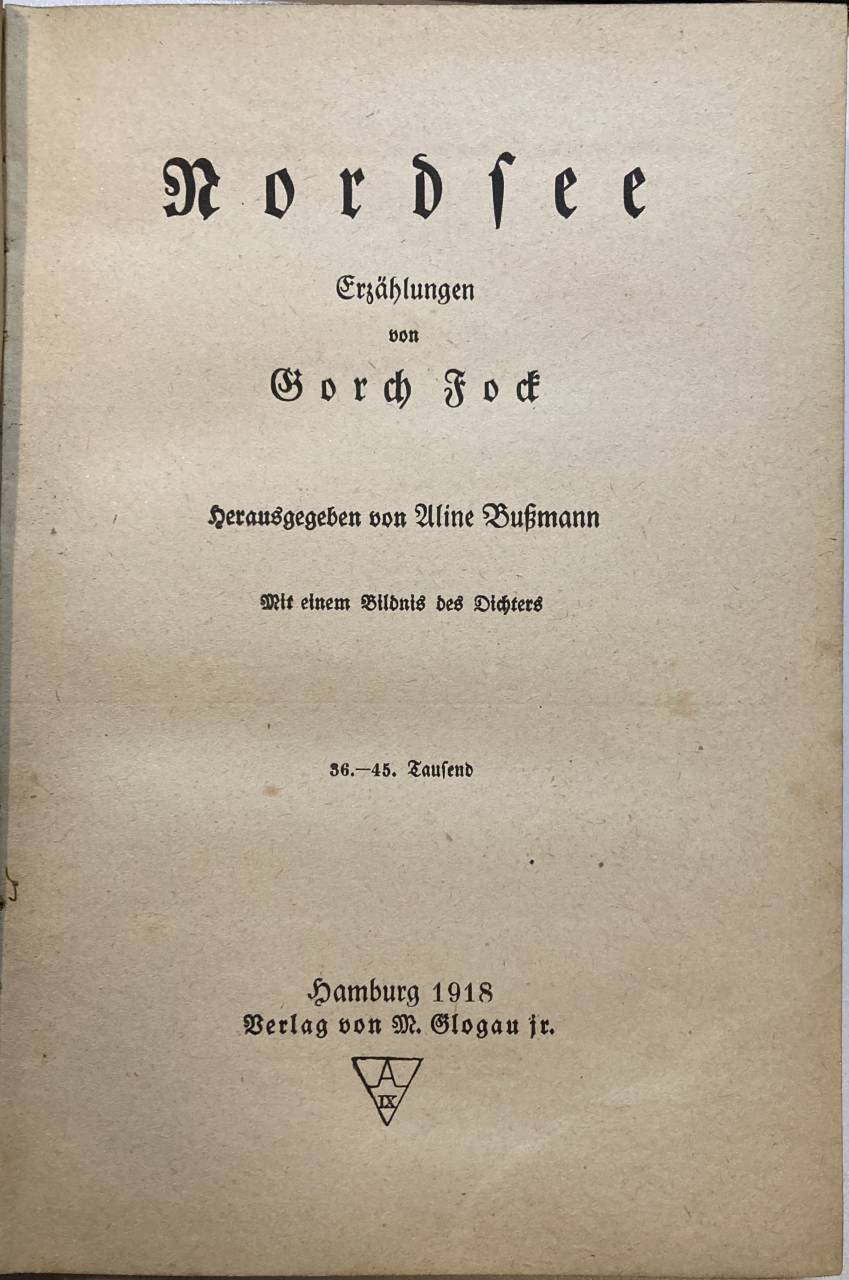 Nordſee
Erzählungen
von
Gorch Fock
Herausgegeben von Aline Bußmann
Mit einem Bildnis des Dichters
36.—45. Tauſend
Hamburg 1918
Verlag von M. Glogau jr.
A
IX